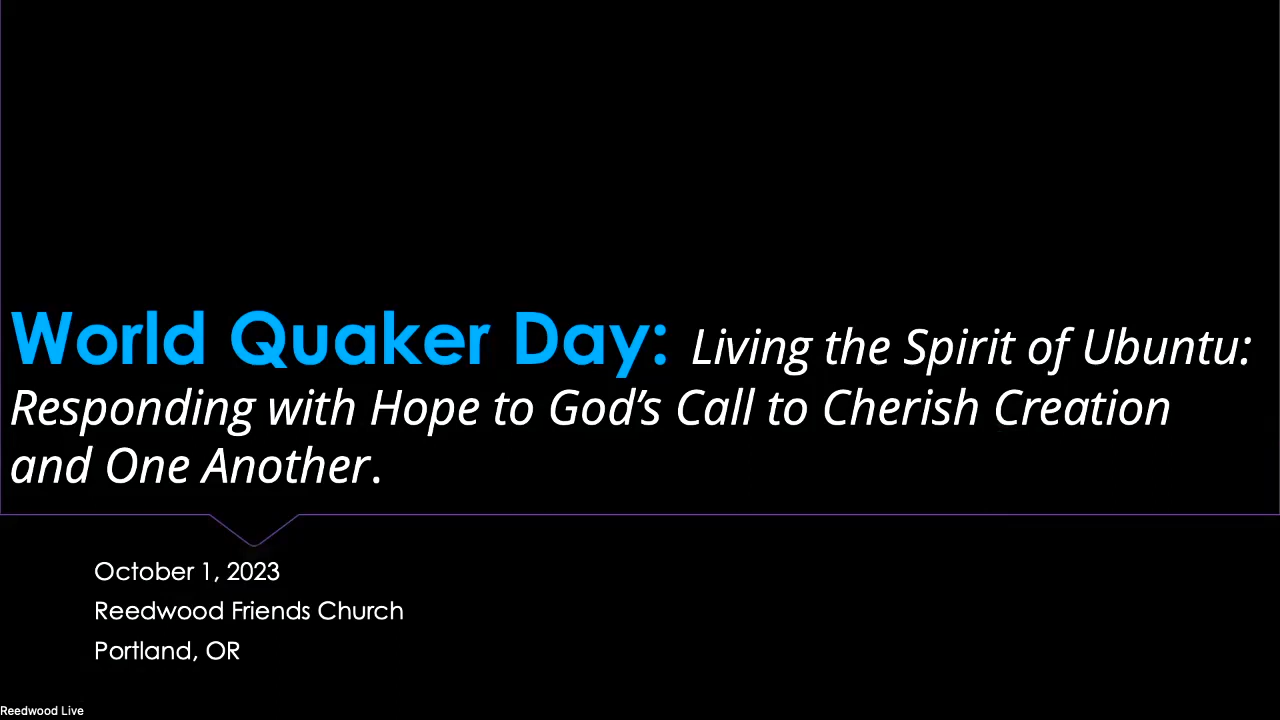 World Quaker Day: Living the Spirit of Ubuntu:
Responding with Hope to God’s Call to Cherish Creation
and One Another.
October 1, 2023
Reedwood Friends Church
Portland, OR
Reedwood Live